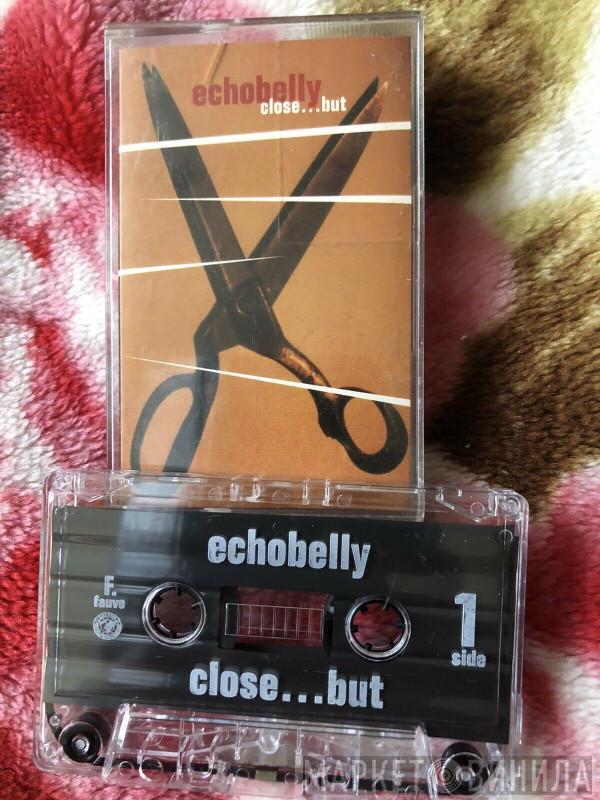 echobelly
close...but
echobelly
F.
fauve
1
side
close...but
МАРКЕТ ВИНИЛА